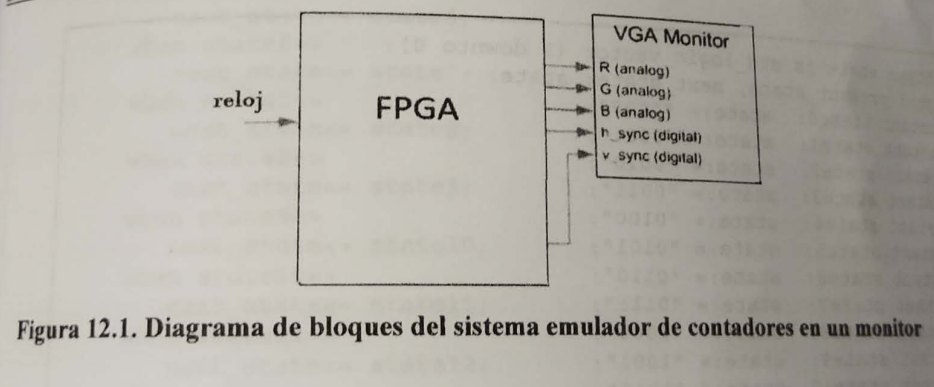 VGA Monitor
R (analog)
G (analog)
B (analog)
h_sync (digital)
v_sync (digital)
reloj
FPGA
Figura 12.1. Diagrama de bloques del sistema emulador de contadores en un monitor